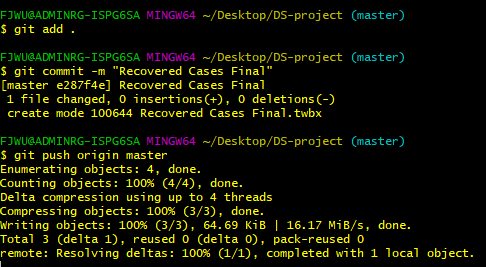 FJWU@ADMINRG-ISPG6SA MINGW64 ~/Desktop/DS-project (master)
$ git add .
FJWU@ADMINRG-ISPG6SA MINGW64 ~/Desktop/DS-project (master)
$ git commit -m "Recovered Cases Final"
[master e287f4e] Recovered Cases Final
1 file changed, 0 insertions(+), 0 deletions(-)
create mode 100644 Recovered Cases Final.twbx
FJWU@ADMINRG-ISPG6SA MINGW64 ~/Desktop/DS-project (master)
$ git push origin master
Enumerating objects: 4, done.
Counting objects: 100% (4/4), done.
Delta compression using up to 4 threads
Compressing objects: 100% (3/3), done.
Writing objects: 100% (3/3), 64.69 KiB | 16.17 MiB/s, done.
Total 3 (delta 1), reused 0 (delta 0), pack-reused 0
remote: Resolving deltas: 100% (1/1), completed with 1 local object.